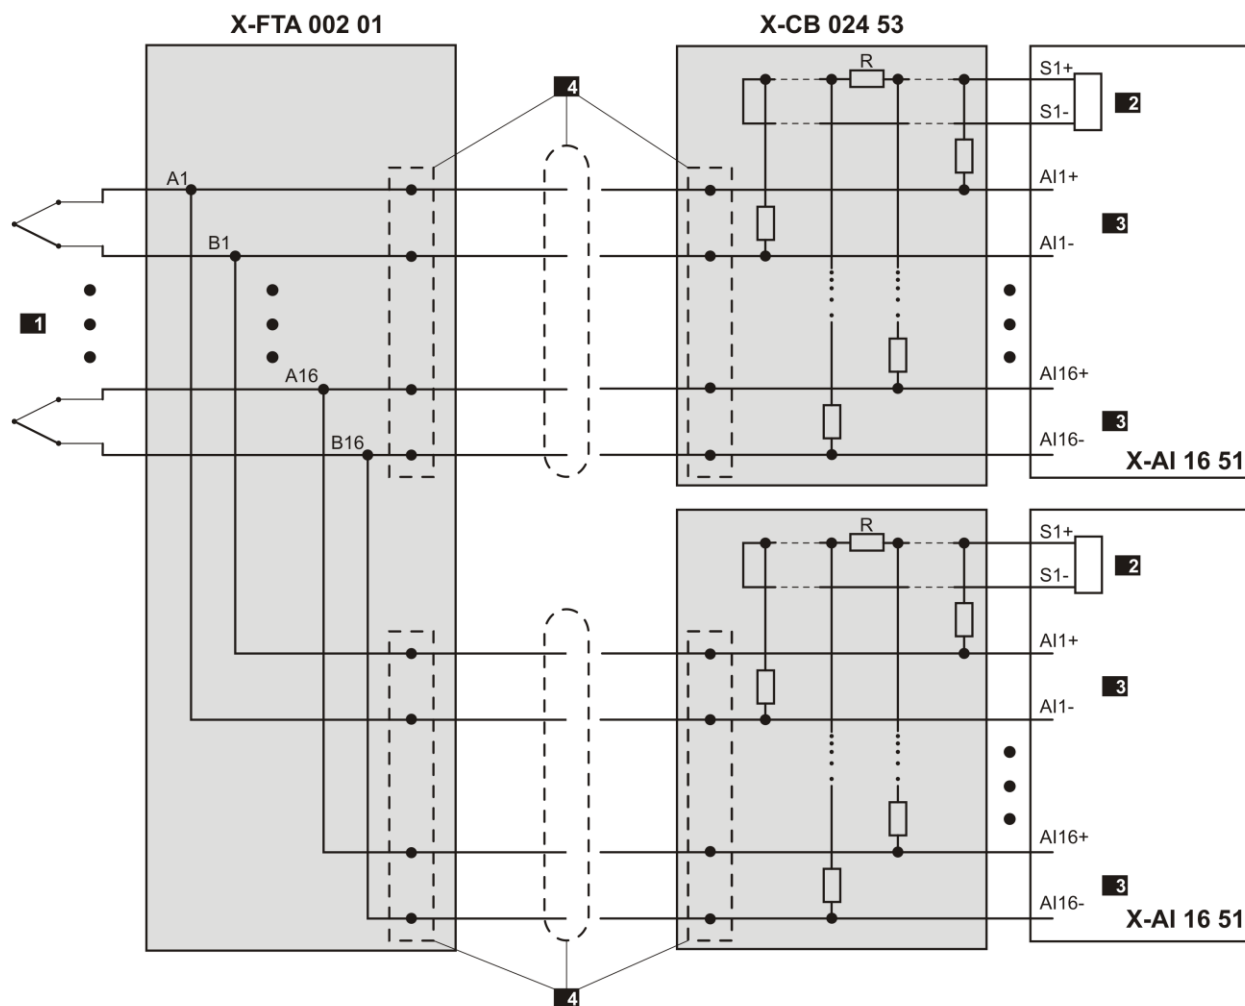 X-FTA 002 01
X-CB 024 53
R
S1+
4
2
S1-
A1
AI1+
3
B1
AI1-
1
A16
AI16+
3
B16
AI16-
X-AI 16 51
R
S1+
2
S1-
AI1+
3
AI1-
AI16+
3
AI16-
X-AI 16 51
4